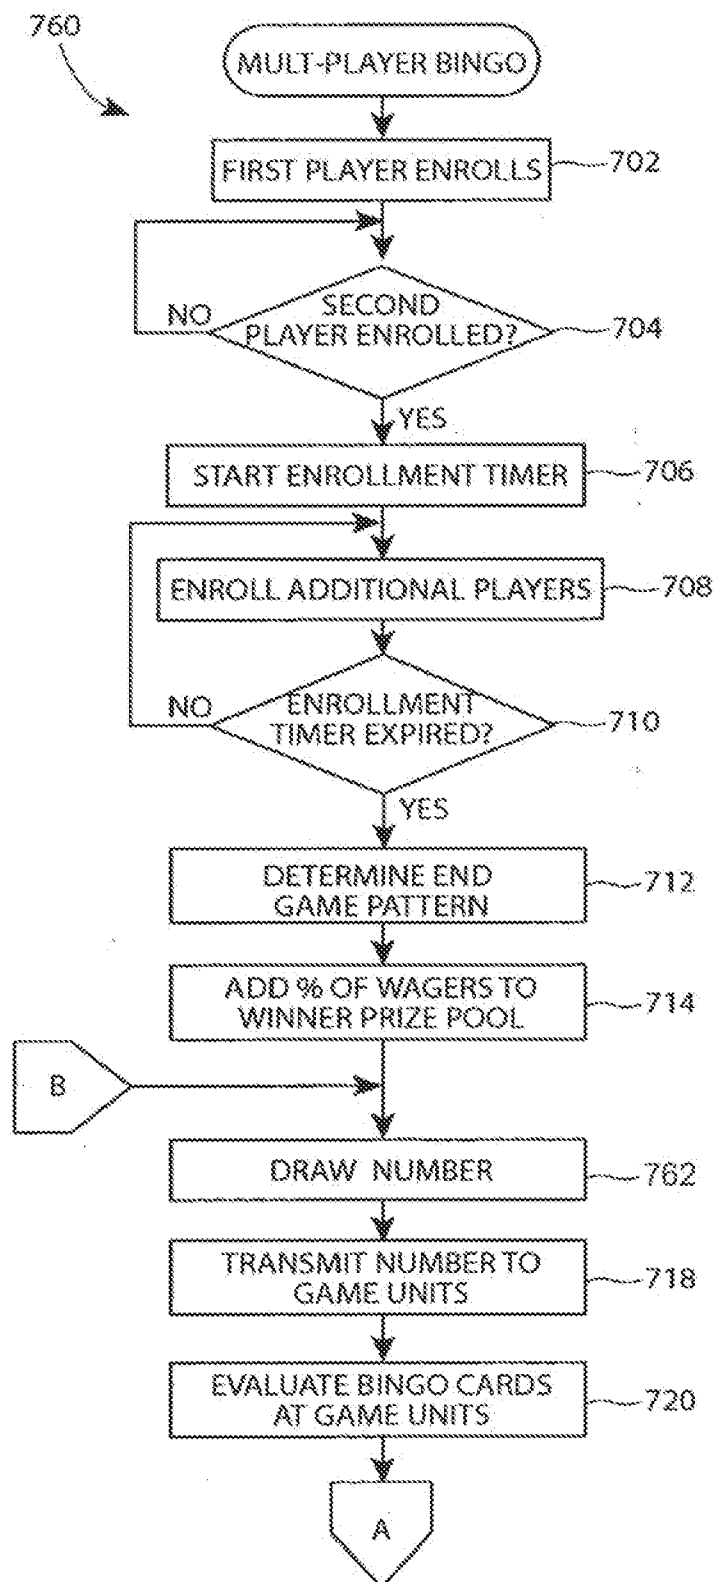 760
MULT-PLAYER BINGO
FIRST PLAYER ENROLLS
702
SECOND
PLAYER ENROLLED?
704
NO
YES
START ENROLLMENT TIMER
706
ENROLL ADDITIONAL PLAYERS
708
ENROLLMENT
TIMER EXPIRED?
710
NO
YES
DETERMINE END
GAME PATTERN
712
ADD % OF WAGERS TO
WINNER PRIZE POOL
714
B
DRAW NUMBER
762
TRANSMIT NUMBER TO
GAME UNITS
718
EVALUATE BINGO CARDS
AT GAME UNITS
720
A